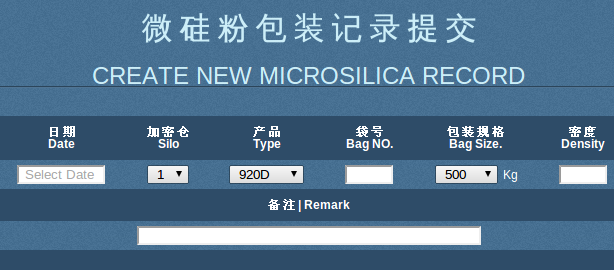 微硅粉包装记录提交
CREATE NEW MICROSILICA RECORD
日期 加密仓 产品 袋号 包装规格 密度
Date Silo Type Bag NO. Bag Size. Density
Select Date 1 920D 500 Kg
备注 | Remark